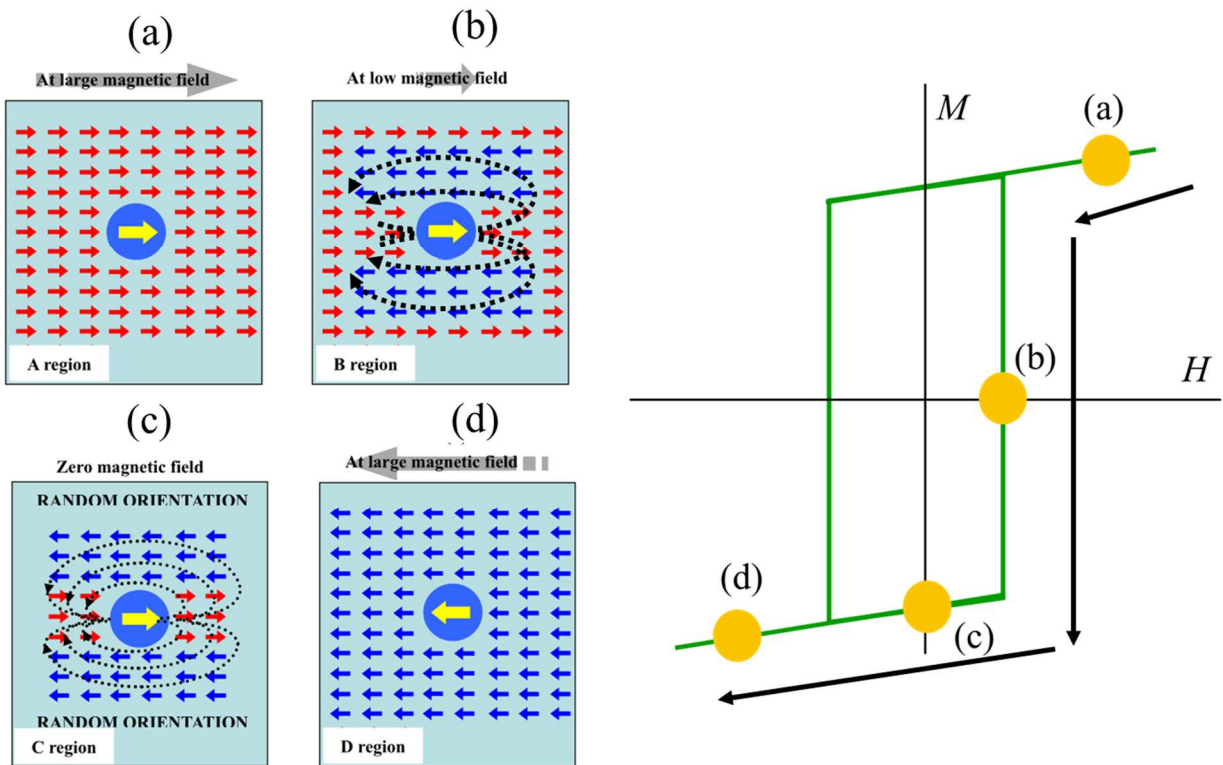 (a)
At large magnetic field
A region
(b)
At low magnetic field
B region
(c)
Zero magnetic field
RANDOM ORIENTATION
RANDOM ORIENTATION
C region
(d)
At large magnetic field
D region
M
(a)
(b)
H
(d)
(c)